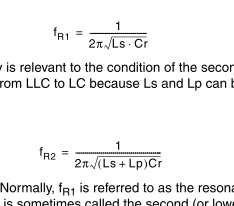 f_R1 = 1 / 2π√Ls · Cr
y is relevant to the condition of the secon
rom LLC to LC because Ls and Lp can b
f_R2 = 1 / 2π√(Ls + Lp)Cr
Normally, f_R1 is referred to as the resona
is sometimes called the second (or lowe